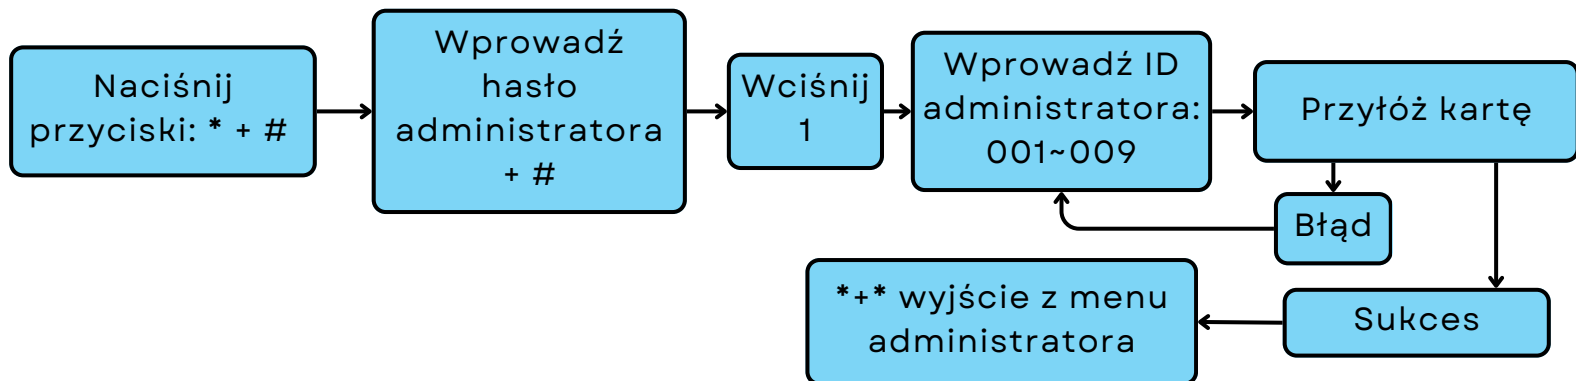 Naciśnij
przyciski: * + #
Wprowadź
hasło
administratora
+ #
Wciśnij
1
Wprowadź ID
administratora:
001~009
Przyłóż kartę
Błąd
Sukces
*+* wyjście z menu
administratora